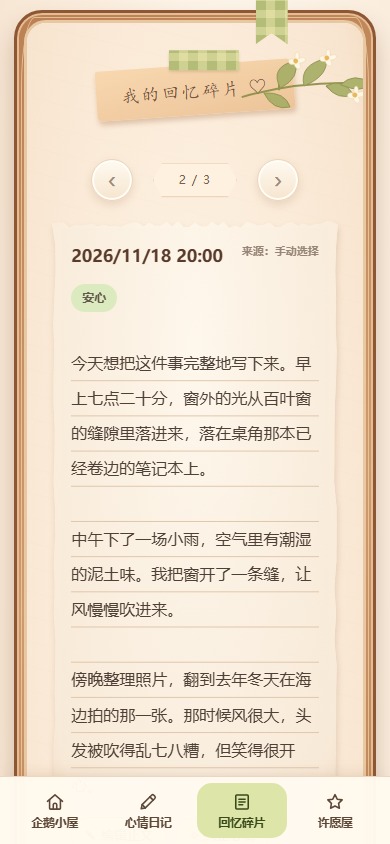 我的回忆碎片
‹
2 / 3
›
2026/11/18 20:00
来源：手动选择
安心
今天想把这件事完整地写下来。早
上七点二十分，窗外的光从百叶窗
的缝隙里落进来，落在桌角那本已
经卷边的笔记本上。
中午下了一场小雨，空气里有潮湿
的泥土味。我把窗开了一条缝，让
风慢慢吹进来。
傍晚整理照片，翻到去年冬天在海
边拍的那一张。那时候风很大，头
发被吹得乱七八糟，但笑得很开
企鹅小屋
心情日记
回忆碎片
许愿屋